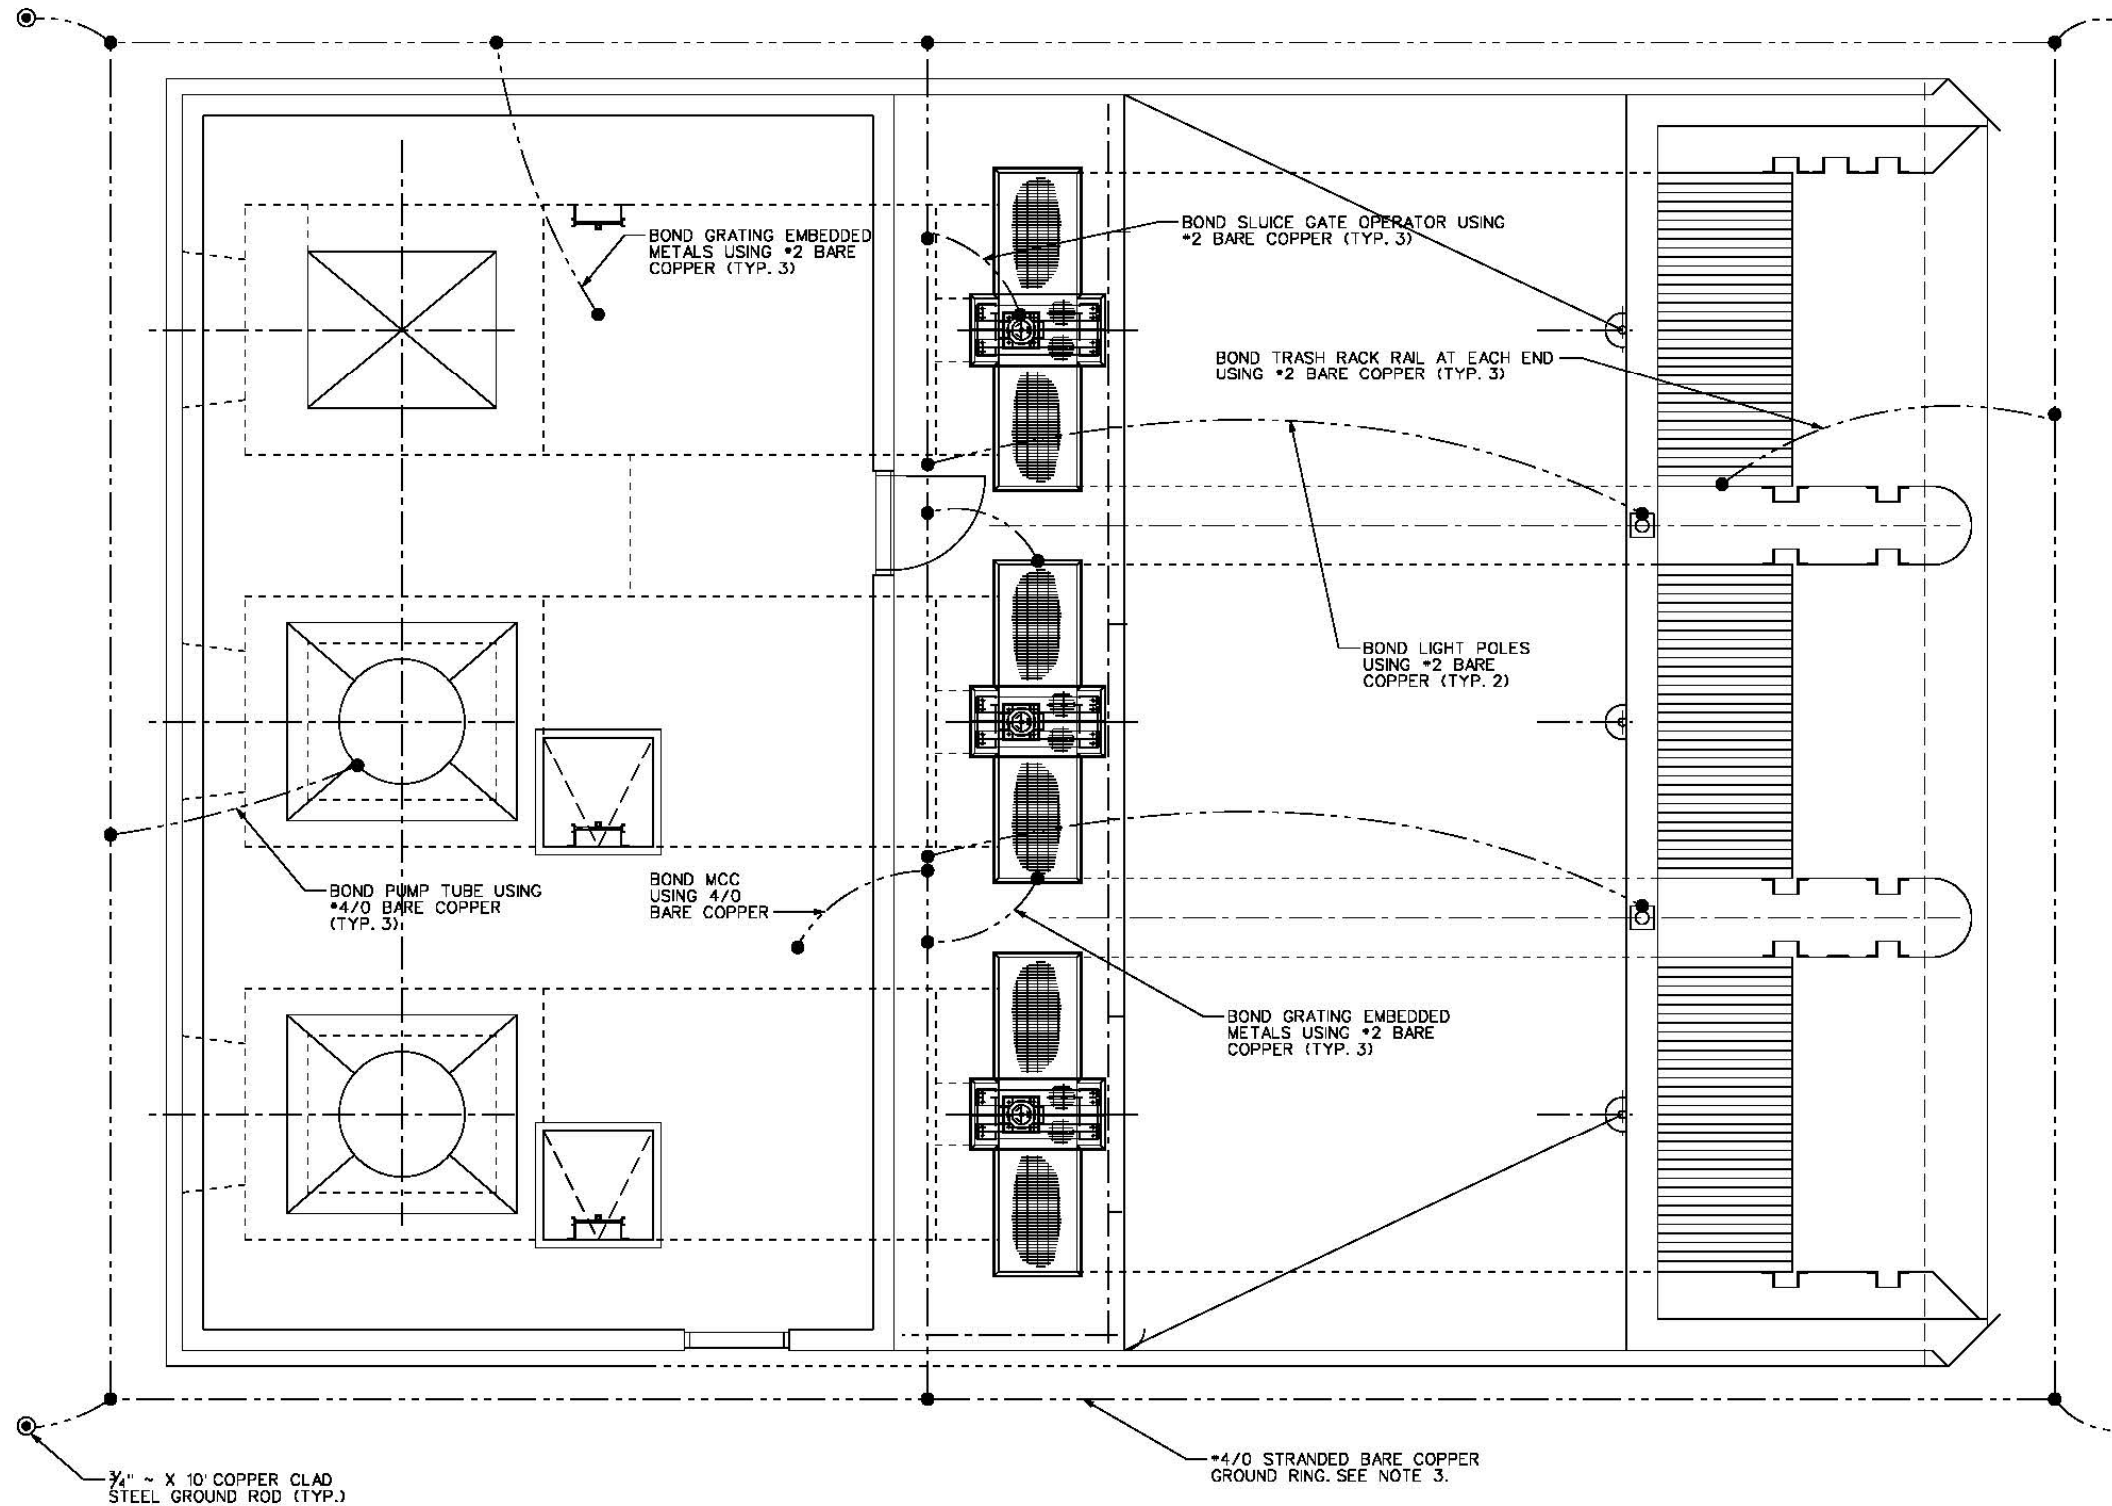 BOND GRATING EMBEDDED
METALS USING #2 BARE
COPPER (TYP. 3)
BOND SLUICE GATE OPERATOR USING
#2 BARE COPPER (TYP. 3)
BOND TRASH RACK RAIL AT EACH END
USING #2 BARE COPPER (TYP. 3)
BOND LIGHT POLES
USING #2 BARE
COPPER (TYP. 2)
BOND PUMP TUBE USING
#4/0 BARE COPPER
(TYP. 3)
BOND MCC
USING 4/0
BARE COPPER
BOND GRATING EMBEDDED
METALS USING #2 BARE
COPPER (TYP. 3)
#4/0 STRANDED BARE COPPER
GROUND RING. SEE NOTE 3.
¾" ~ X 10' COPPER CLAD
STEEL GROUND ROD (TYP.)